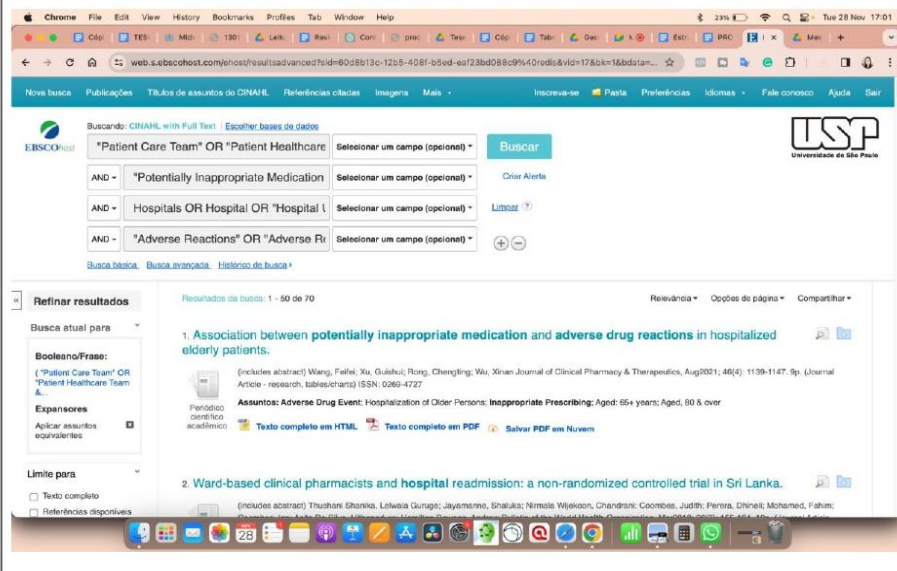 Chrome File Edit View History Bookmarks Profiles Tab Window Help 23% Tue 28 Nov 17:01
web.s.ebscohost.com/ehost/resultsadvanced?sid=60d8b13c-12b5-408f-b5ed-eaf23bd088c9%40redis&vid=17&bk=1&bdata=...
Nova busca Publicações Títulos de assuntos do CINAHL Referências citadas Imagens Mais Inscreva-se Pasta Preferências Idiomas Fale conosco Ajuda Sair
Buscando: CINAHL with Full Text Escolher bases de dados
EBSCOhost
"Patient Care Team" OR "Patient Healthcare Selecionar um campo (opcional) Buscar
USP
Universidade de São Paulo
AND "Potentially Inappropriate Medication Selecionar um campo (opcional) Criar Alerta
AND Hospitals OR Hospital OR "Hospital Selecionar um campo (opcional) Limpar ?
AND "Adverse Reactions" OR "Adverse Selecionar um campo (opcional)
Busca básica Busca avançada Histórico de busca
Refinar resultados
Resultados da busca: 1 - 50 de 70 Relevância Opções de página Compartilhar
Busca atual para
Booleano/Frase:
( "Patient Care Team" OR
"Patient Healthcare Team
&...
Expansores
Aplicar assuntos
equivalentes
Limite para
Texto completo
Referências disponíveis
1. Association between potentially inappropriate medication and adverse drug reactions in hospitalized
elderly patients.
(includes abstract) Wang, Feifei; Xu, Guishui; Rong, Chengting; Wu, Xinan Journal of Clinical Pharmacy & Therapeutics, Aug2021; 46(4): 1139-1147. 9p. (Journal
Article - research, tables/charts) ISSN: 0269-4727
Periódico
científico
acadêmico
Assuntos: Adverse Drug Event; Hospitalization of Older Persons; Inappropriate Prescribing; Aged: 65+ years; Aged, 80 & over
Texto completo em HTML Texto completo em PDF Salvar PDF em Nuvem
2. Ward-based clinical pharmacists and hospital readmission: a non-randomized controlled trial in Sri Lanka.
(includes abstract) Thushani Shanika, Lelwala Guruge; Jayamanne, Shaluka; Nirmala Wijekoon, Chandrani; Coombes, Judith; Perera, Dhineli; Mohamed, Fahim;
28